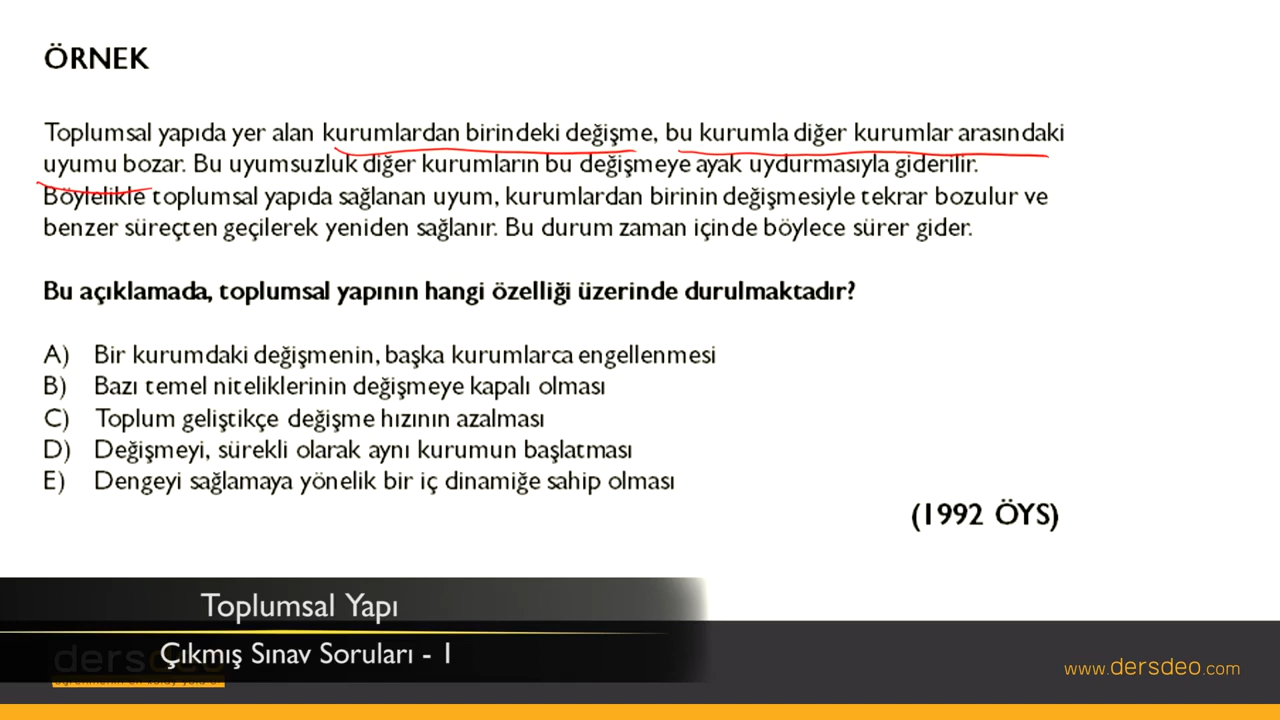 ÖRNEK
Toplumsal yapıda yer alan kurumlardan birindeki değişme, bu kurumla diğer kurumlar arasındaki
uyumu bozar. Bu uyumsuzluk diğer kurumların bu değişmeye ayak uydurmasıyla giderilir.
Böylelikle toplumsal yapıda sağlanan uyum, kurumlardan birinin değişmesiyle tekrar bozulur ve
benzer süreçten geçilerek yeniden sağlanır. Bu durum zaman içinde böylece sürer gider.
Bu açıklamada, toplumsal yapının hangi özelliği üzerinde durulmaktadır?
A) Bir kurumdaki değişmenin, başka kurumlarca engellenmesi
B) Bazı temel niteliklerinin değişmeye kapalı olması
C) Toplum geliştikçe değişme hızının azalması
D) Değişmeyi, sürekli olarak aynı kurumun başlatması
E) Dengeyi sağlamaya yönelik bir iç dinamiğe sahip olması
(1992 ÖYS)
Toplumsal Yapı
Çıkmış Sınav Soruları - 1
dersdeo
www.dersdeo.com